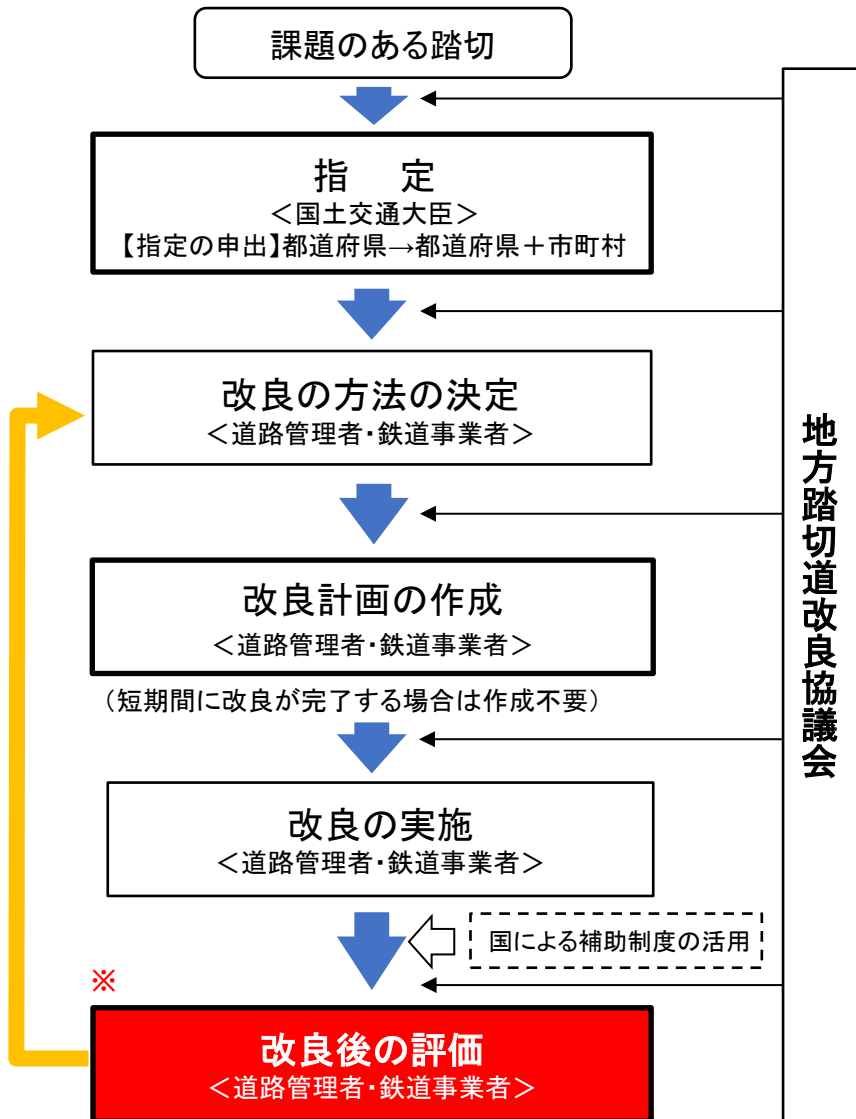 課題のある踏切
指　定
＜国土交通大臣＞
【指定の申出】都道府県→都道府県＋市町村
改良の方法の決定
＜道路管理者・鉄道事業者＞
改良計画の作成
＜道路管理者・鉄道事業者＞
（短期間に改良が完了する場合は作成不要）
改良の実施
＜道路管理者・鉄道事業者＞
国による補助制度の活用
※
改良後の評価
＜道路管理者・鉄道事業者＞
地方踏切道改良協議会